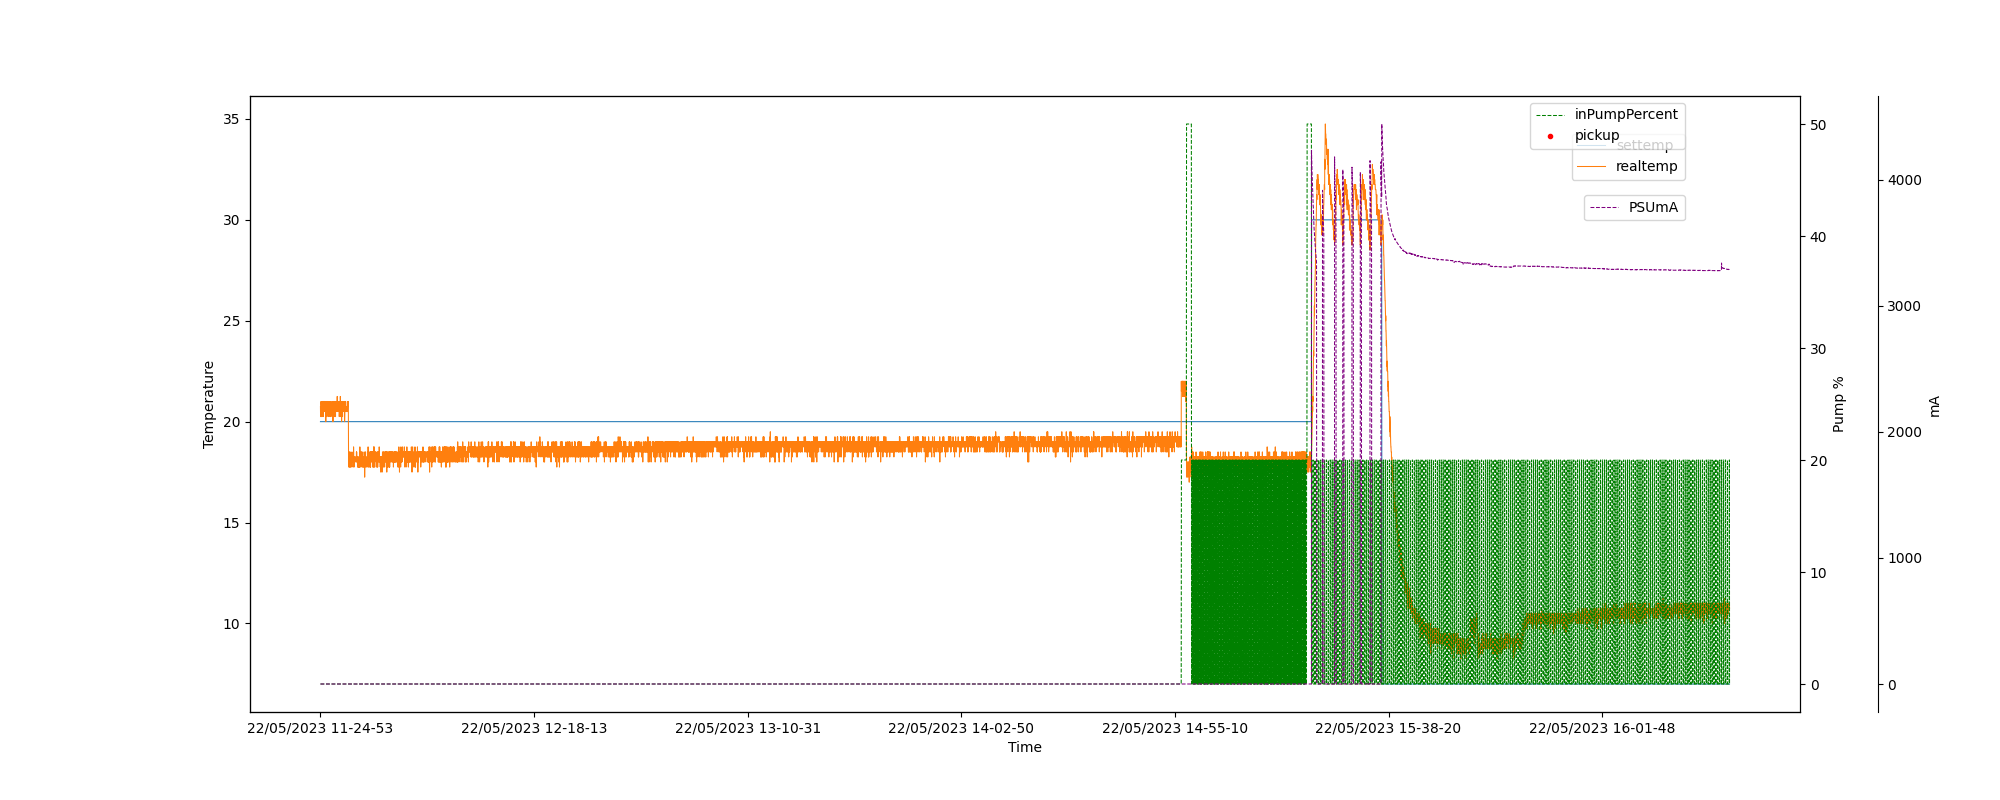 35
30
25
20
15
10
Temperature
inPumpPercent
pickup
settemp
realtemp
PSUmA
50
40
30
20
10
0
Pump %
4000
3000
2000
1000
0
mA
22/05/2023 11-24-53
22/05/2023 12-18-13
22/05/2023 13-10-31
22/05/2023 14-02-50
22/05/2023 14-55-10
22/05/2023 15-38-20
22/05/2023 16-01-48
Time